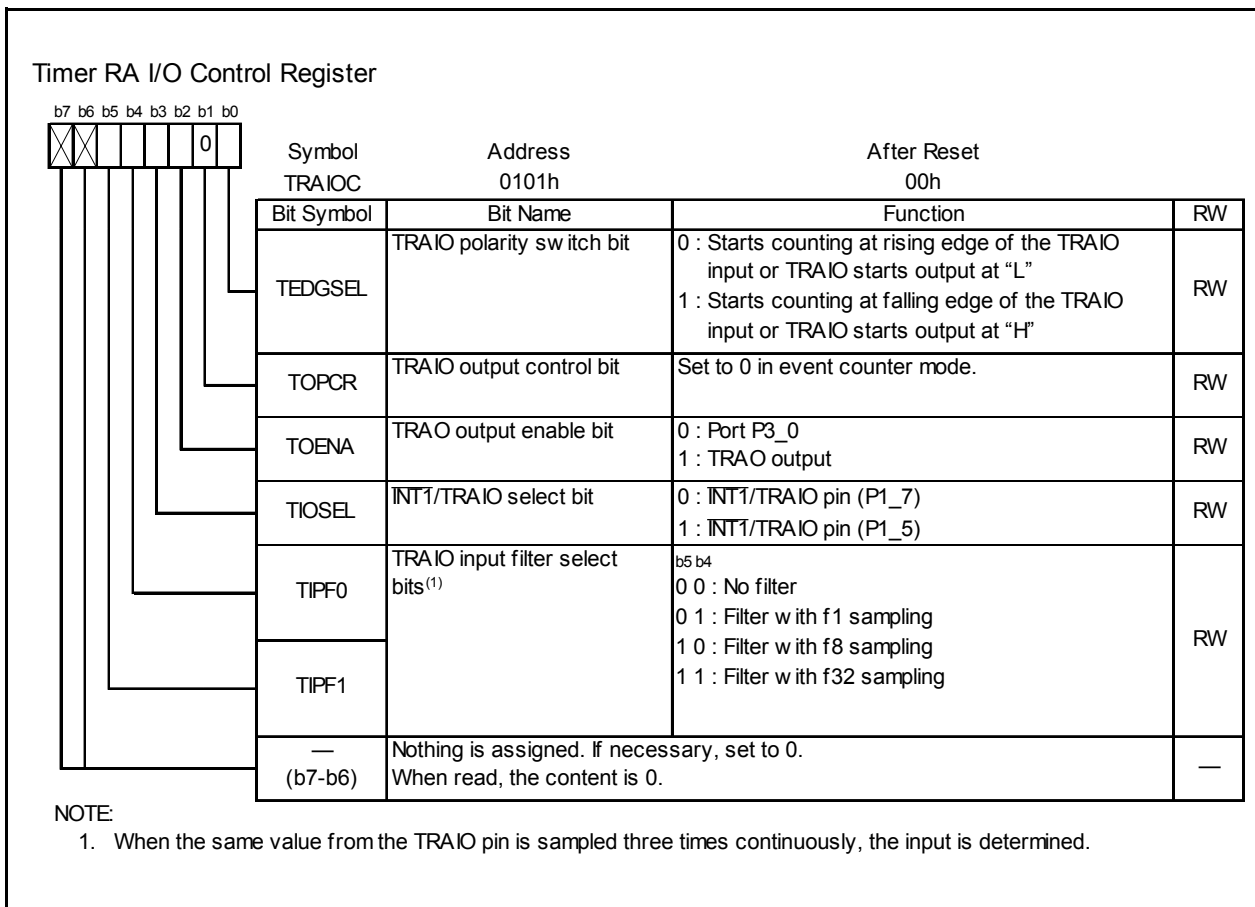 Timer RA I/O Control Register
b7 b6 b5 b4 b3 b2 b1 b0
0
Symbol Address After Reset
TRAIOC 0101h 00h
Bit Symbol Bit Name Function RW
TEDGSEL
TRAIO polarity switch bit
0 : Starts counting at rising edge of the TRAIO
input or TRAIO starts output at “L”
1 : Starts counting at falling edge of the TRAIO
input or TRAIO starts output at “H”
RW
TOPCR
TRAIO output control bit
Set to 0 in event counter mode.
RW
TOENA
TRAO output enable bit
0 : Port P3_0
1 : TRAO output
RW
TIOSEL
INT1/TRAIO select bit
0 : INT1/TRAIO pin (P1_7)
1 : INT1/TRAIO pin (P1_5)
RW
TIPF0
TIPF1
TRAIO input filter select
bits(1)
b5 b4
0 0 : No filter
0 1 : Filter with f1 sampling
1 0 : Filter with f8 sampling
1 1 : Filter with f32 sampling
RW
—
(b7-b6)
Nothing is assigned. If necessary, set to 0.
When read, the content is 0.
—
NOTE:
1. When the same value from the TRAIO pin is sampled three times continuously, the input is determined.